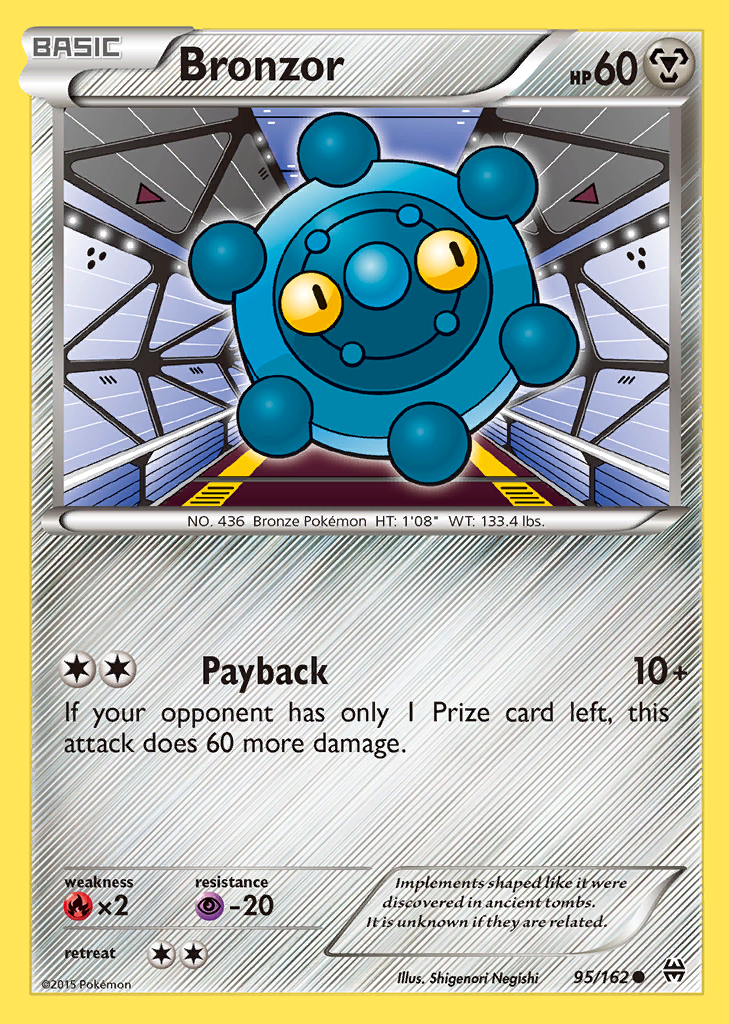 BASIC
Bronzor
HP60
NO. 436 Bronze Pokémon HT: 1'08" WT: 133.4 lbs.
Payback 10+
If your opponent has only 1 Prize card left, this
attack does 60 more damage.
weakness
×2
resistance
-20
retreat
Implements shaped like it were
discovered in ancient tombs.
It is unknown if they are related.
©2015 Pokémon
Illus. Shigenori Negishi
95/162